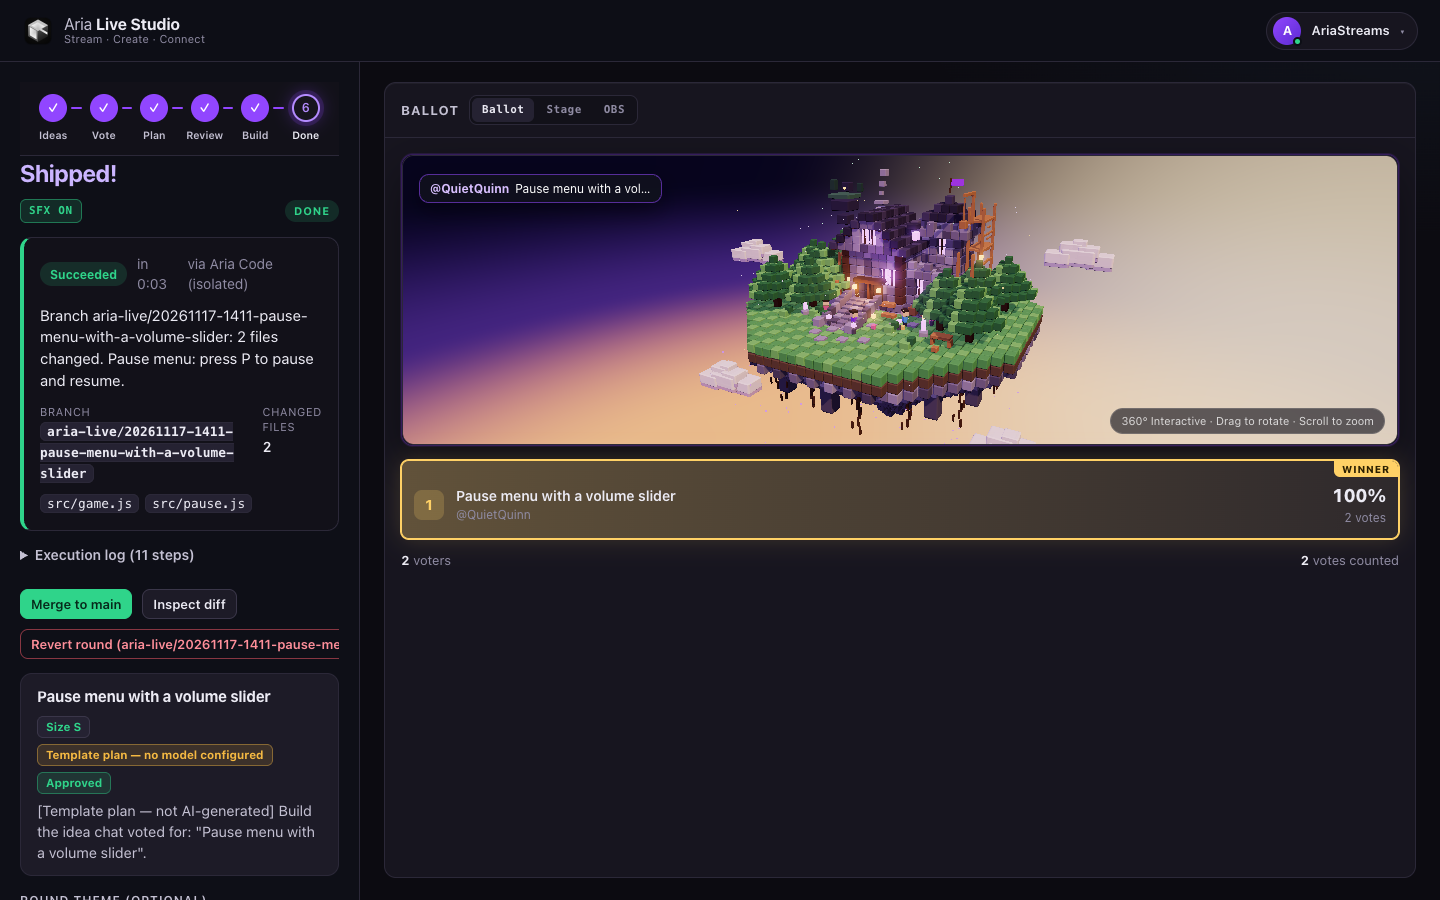 Aria Live Studio
Stream · Create · Connect
A
AriaStreams
6
Ideas
Vote
Plan
Review
Build
Done
Shipped!
SFX ON
DONE
Succeeded
in 0:03
via Aria Code (isolated)
Branch aria-live/20261117-1411-pause-
menu-with-a-volume-slider: 2 files
changed. Pause menu: press P to pause
and resume.
BRANCH
aria-live/20261117-1411-
pause-menu-with-a-volume-
slider
CHANGED
FILES
2
src/game.js
src/pause.js
Execution log (11 steps)
Merge to main
Inspect diff
Revert round (aria-live/20261117-1411-pause-me
Pause menu with a volume slider
Size S
Template plan — no model configured
Approved
[Template plan — not AI-generated] Build
the idea chat voted for: "Pause menu with
a volume slider".
ROUND THEME (OPTIONAL)
BALLOT
Ballot
Stage
OBS
@QuietQuinn Pause menu with a vol...
360° Interactive · Drag to rotate · Scroll to zoom
WINNER
1
Pause menu with a volume slider
@QuietQuinn
100%
2 votes
2 voters
2 votes counted